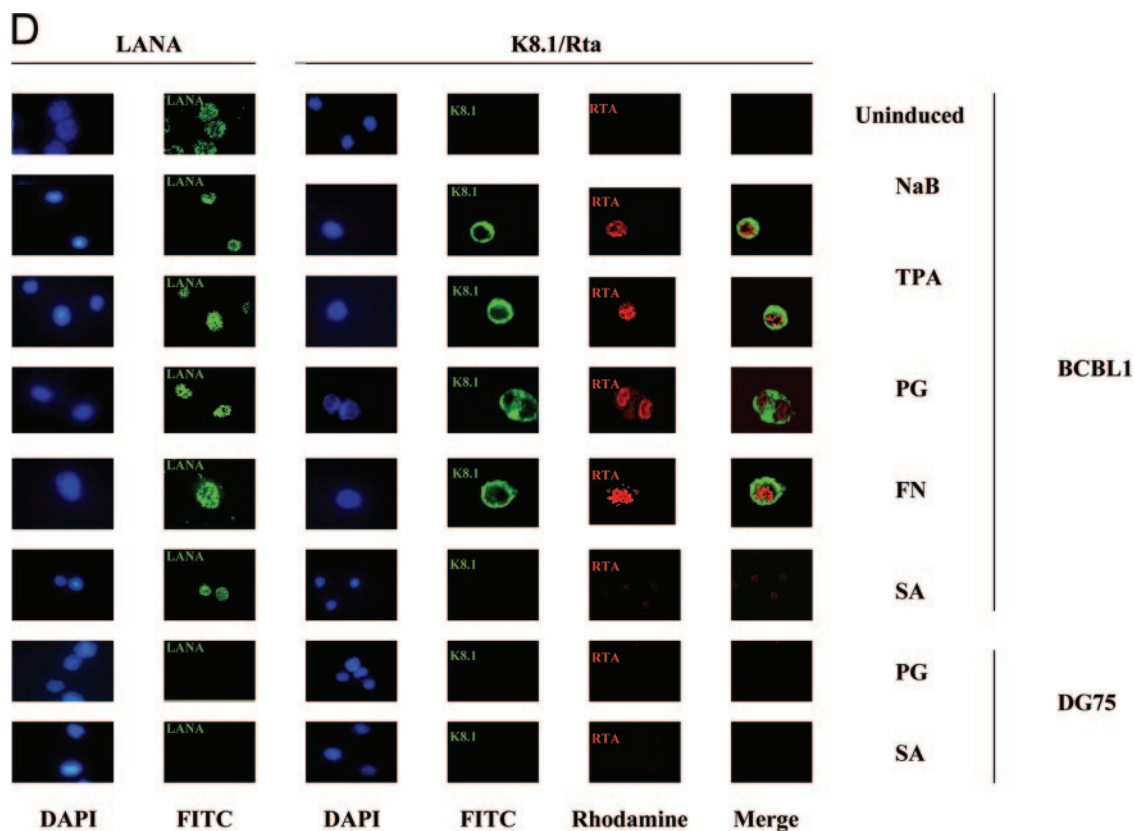 D
LANA K8.1/Rta
LANA K8.1 RTA Uninduced
LANA K8.1 RTA NaB
LANA K8.1 RTA TPA
LANA K8.1 RTA PG
BCBL1
LANA K8.1 RTA FN
LANA K8.1 RTA SA
LANA K8.1 RTA PG
DG75
LANA K8.1 RTA SA
DAPI FITC DAPI FITC Rhodamine Merge